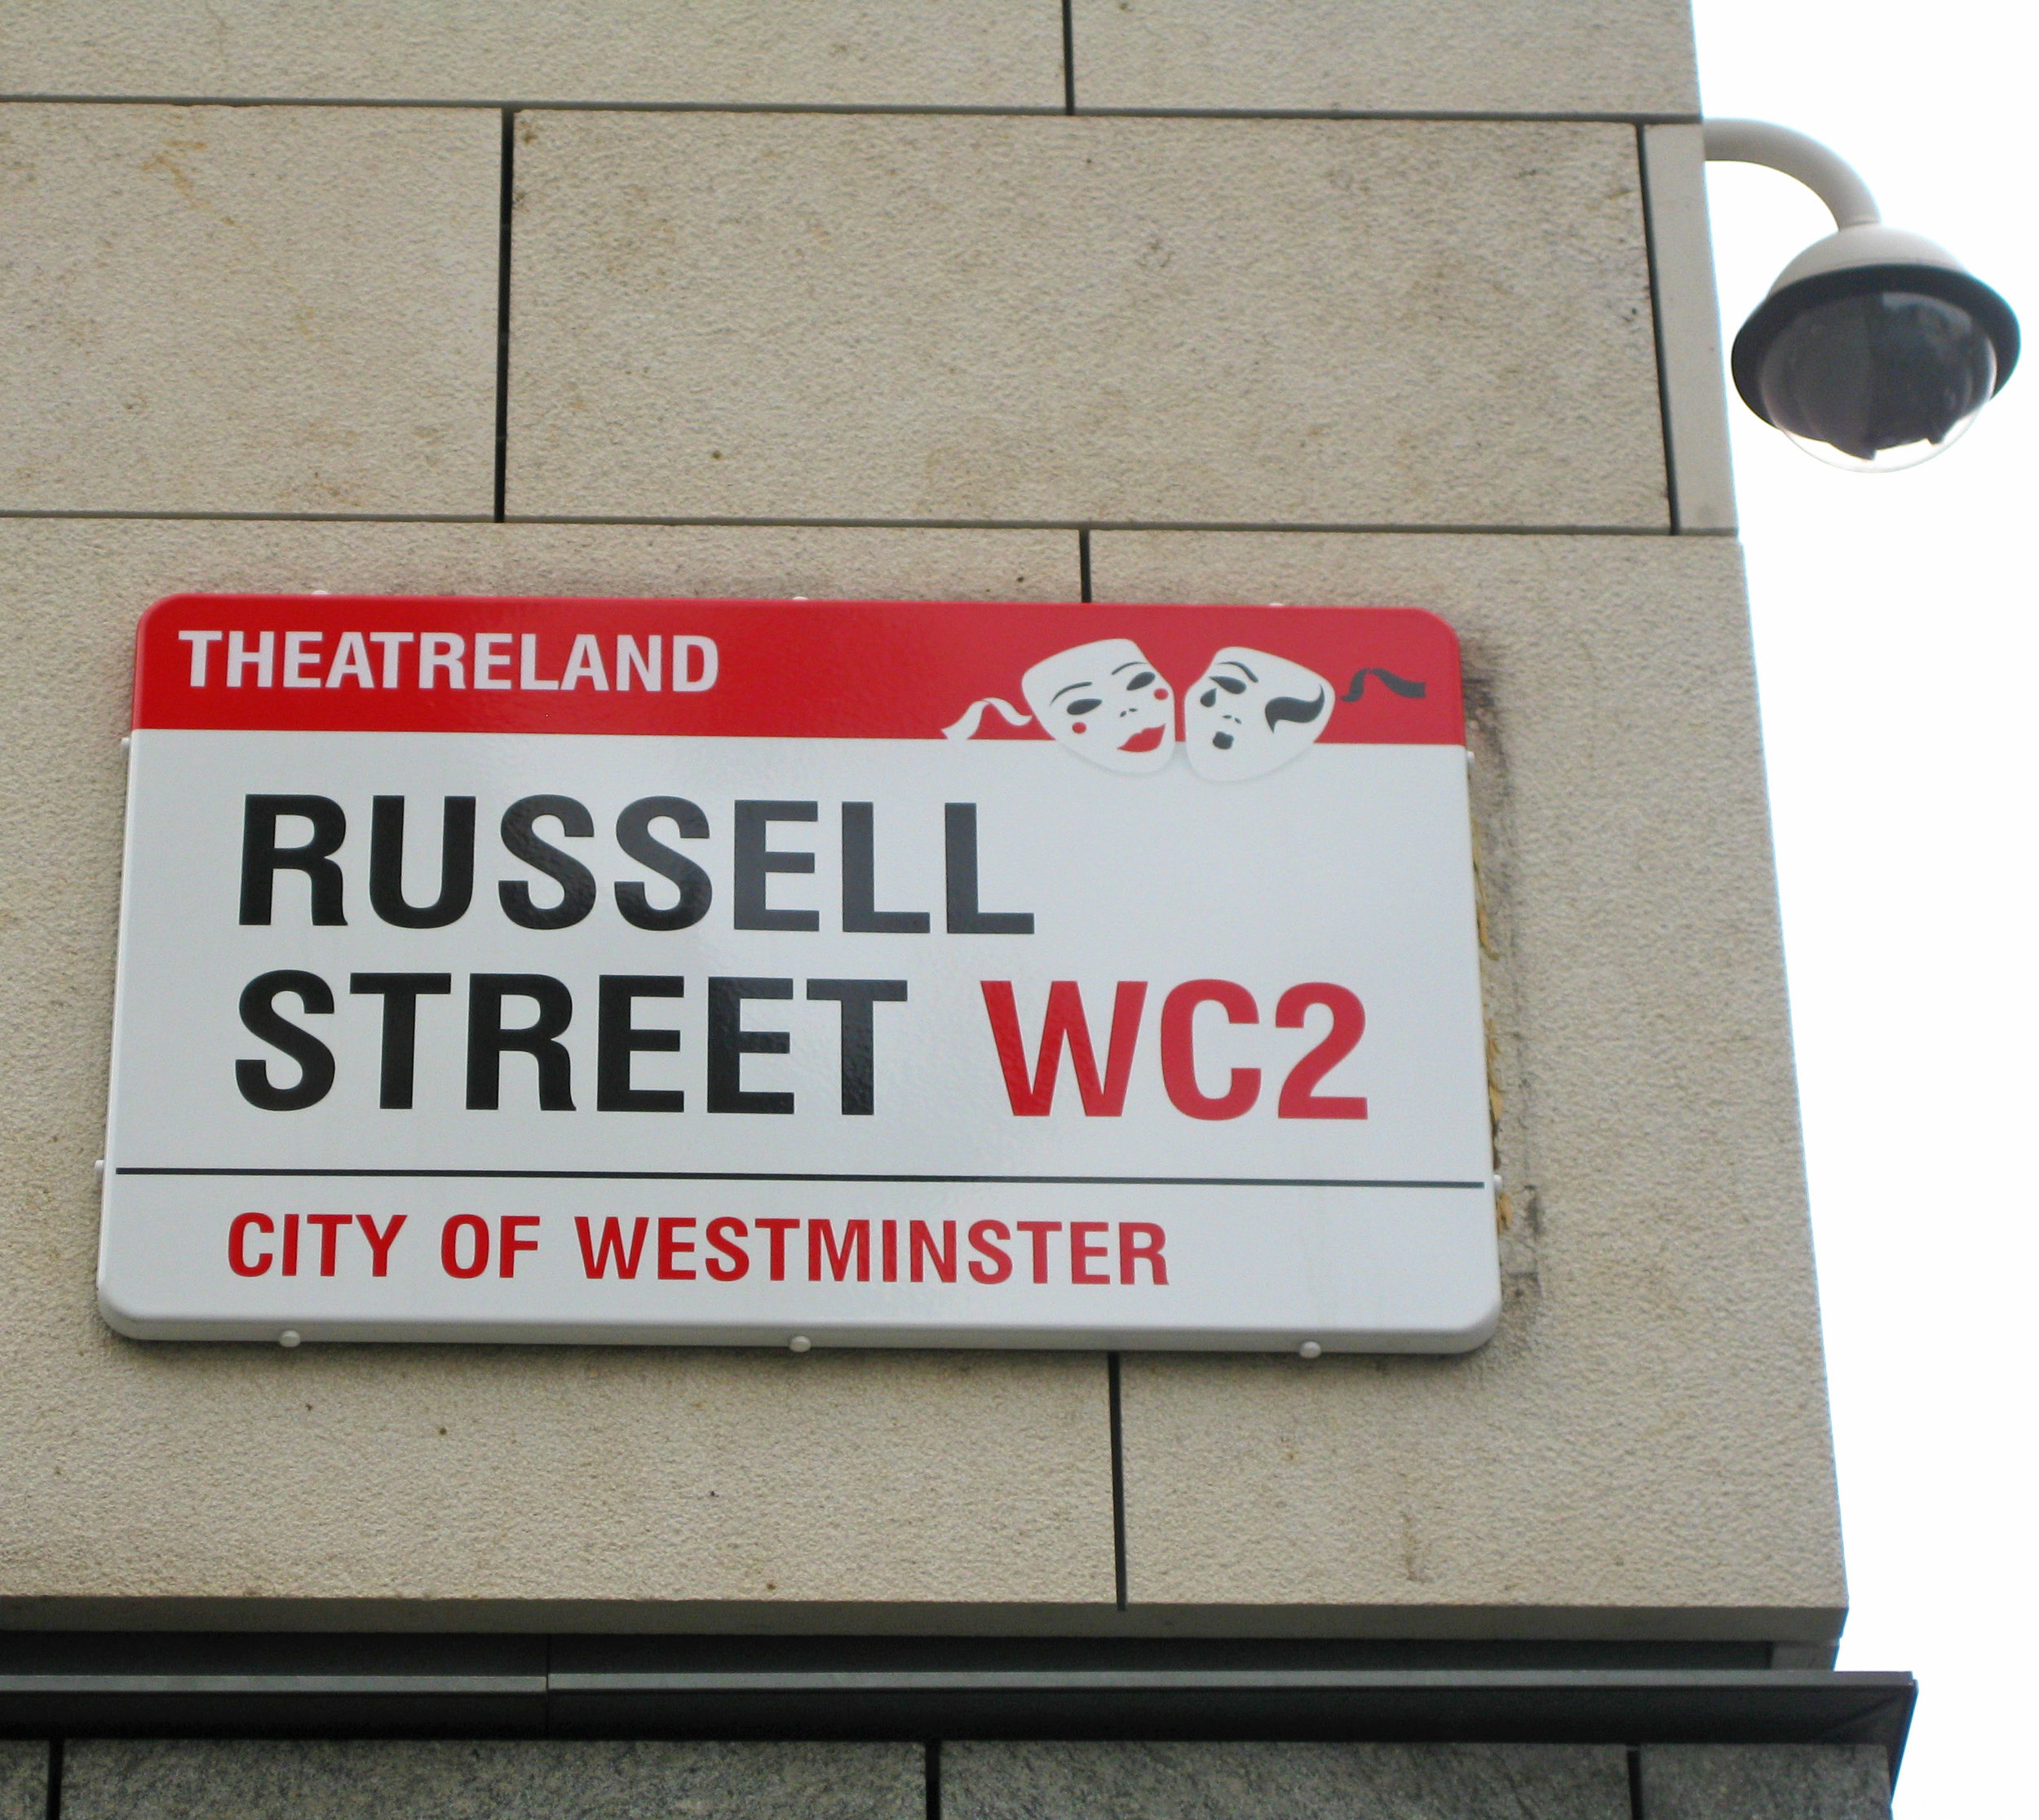 THEATRELAND
RUSSELL
STREET WC2
CITY OF WESTMINSTER